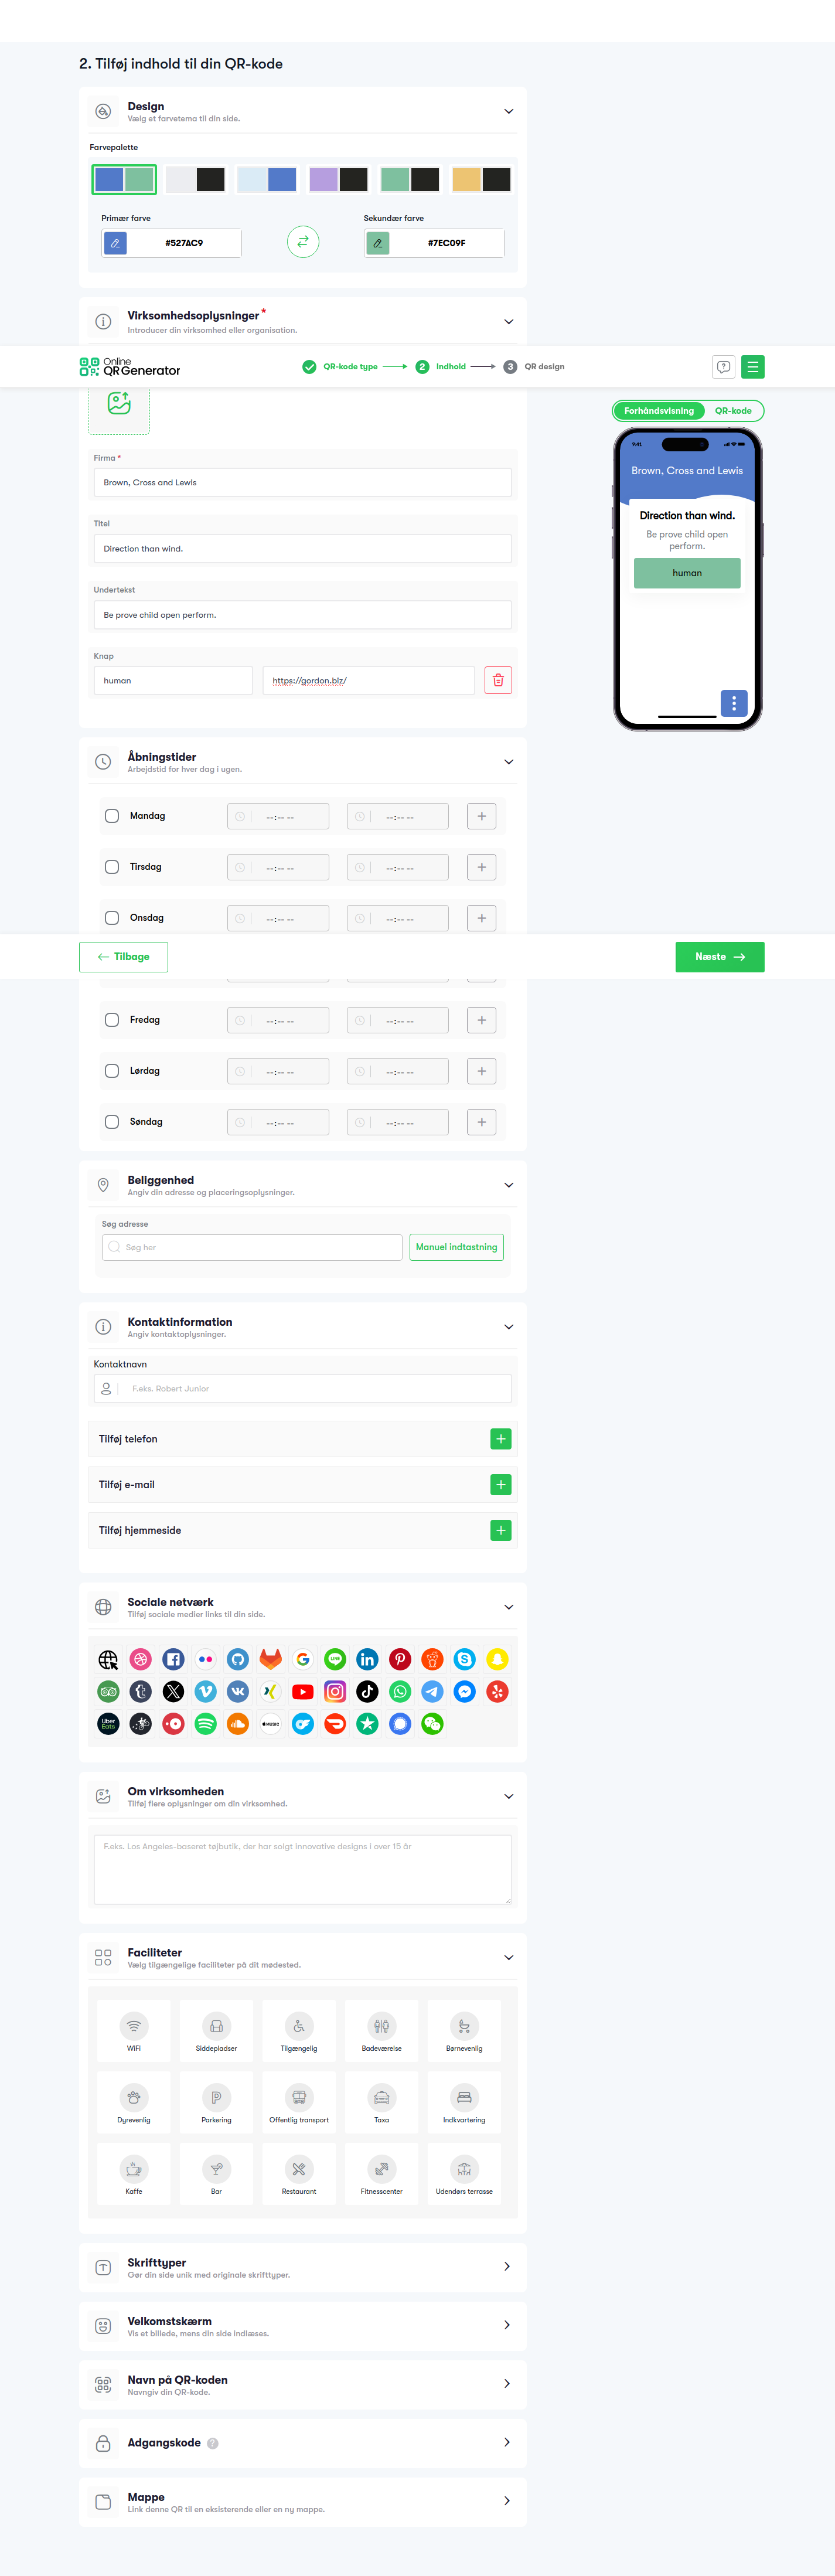 2. Tilføj indhold til din QR-kode
Design
Vælg et farvetema til din side.
Farvepalette
Primær farve
Sekundær farve
#527AC9
#7EC09F
Virksomhedsoplysninger *
Introducer din virksomhed eller organisation.
Online
QR Generator
QR-kode type
2 Indhold
3 QR design
Forhåndsvisning
QR-kode
Firma *
Brown, Cross and Lewis
Titel
Direction than wind.
Undertekst
Be prove child open perform.
Knap
human
https://gordon.biz/
9:41
Brown, Cross and Lewis
Direction than wind.
Be prove child open
perform.
human
Åbningstider
Arbejdstid for hver dag i ugen.
Mandag
--:-- --
--:-- --
Tirsdag
--:-- --
--:-- --
Onsdag
--:-- --
--:-- --
Tilbage
Næste
Fredag
--:-- --
--:-- --
Lørdag
--:-- --
--:-- --
Søndag
--:-- --
--:-- --
Beliggenhed
Angiv din adresse og placeringsoplysninger.
Søg adresse
Søg her
Manuel indtastning
Kontaktinformation
Angiv kontaktoplysninger.
Kontaktnavn
F.eks. Robert Junior
Tilføj telefon
Tilføj e-mail
Tilføj hjemmeside
Sociale netværk
Tilføj sociale medier links til din side.
LINE
Uber
Eats
MUSIC
Om virksomheden
Tilføj flere oplysninger om din virksomhed.
F.eks. Los Angeles-baseret tøjbutik, der har solgt innovative designs i over 15 år
Faciliteter
Vælg tilgængelige faciliteter på dit mødested.
WiFi
Siddepladser
Tilgængelig
Badeværelse
Børnevenlig
Dyrevenlig
Parkering
Offentlig transport
Taxa
Indkvartering
Kaffe
Bar
Restaurant
Fitnesscenter
Udendørs terrasse
Skrifttyper
Gør din side unik med originale skrifttyper.
Velkomstskærm
Vis et billede, mens din side indlæses.
Navn på QR-koden
Navngiv din QR-kode.
Adgangskode ?
Mappe
Link denne QR til en eksisterende eller en ny mappe.